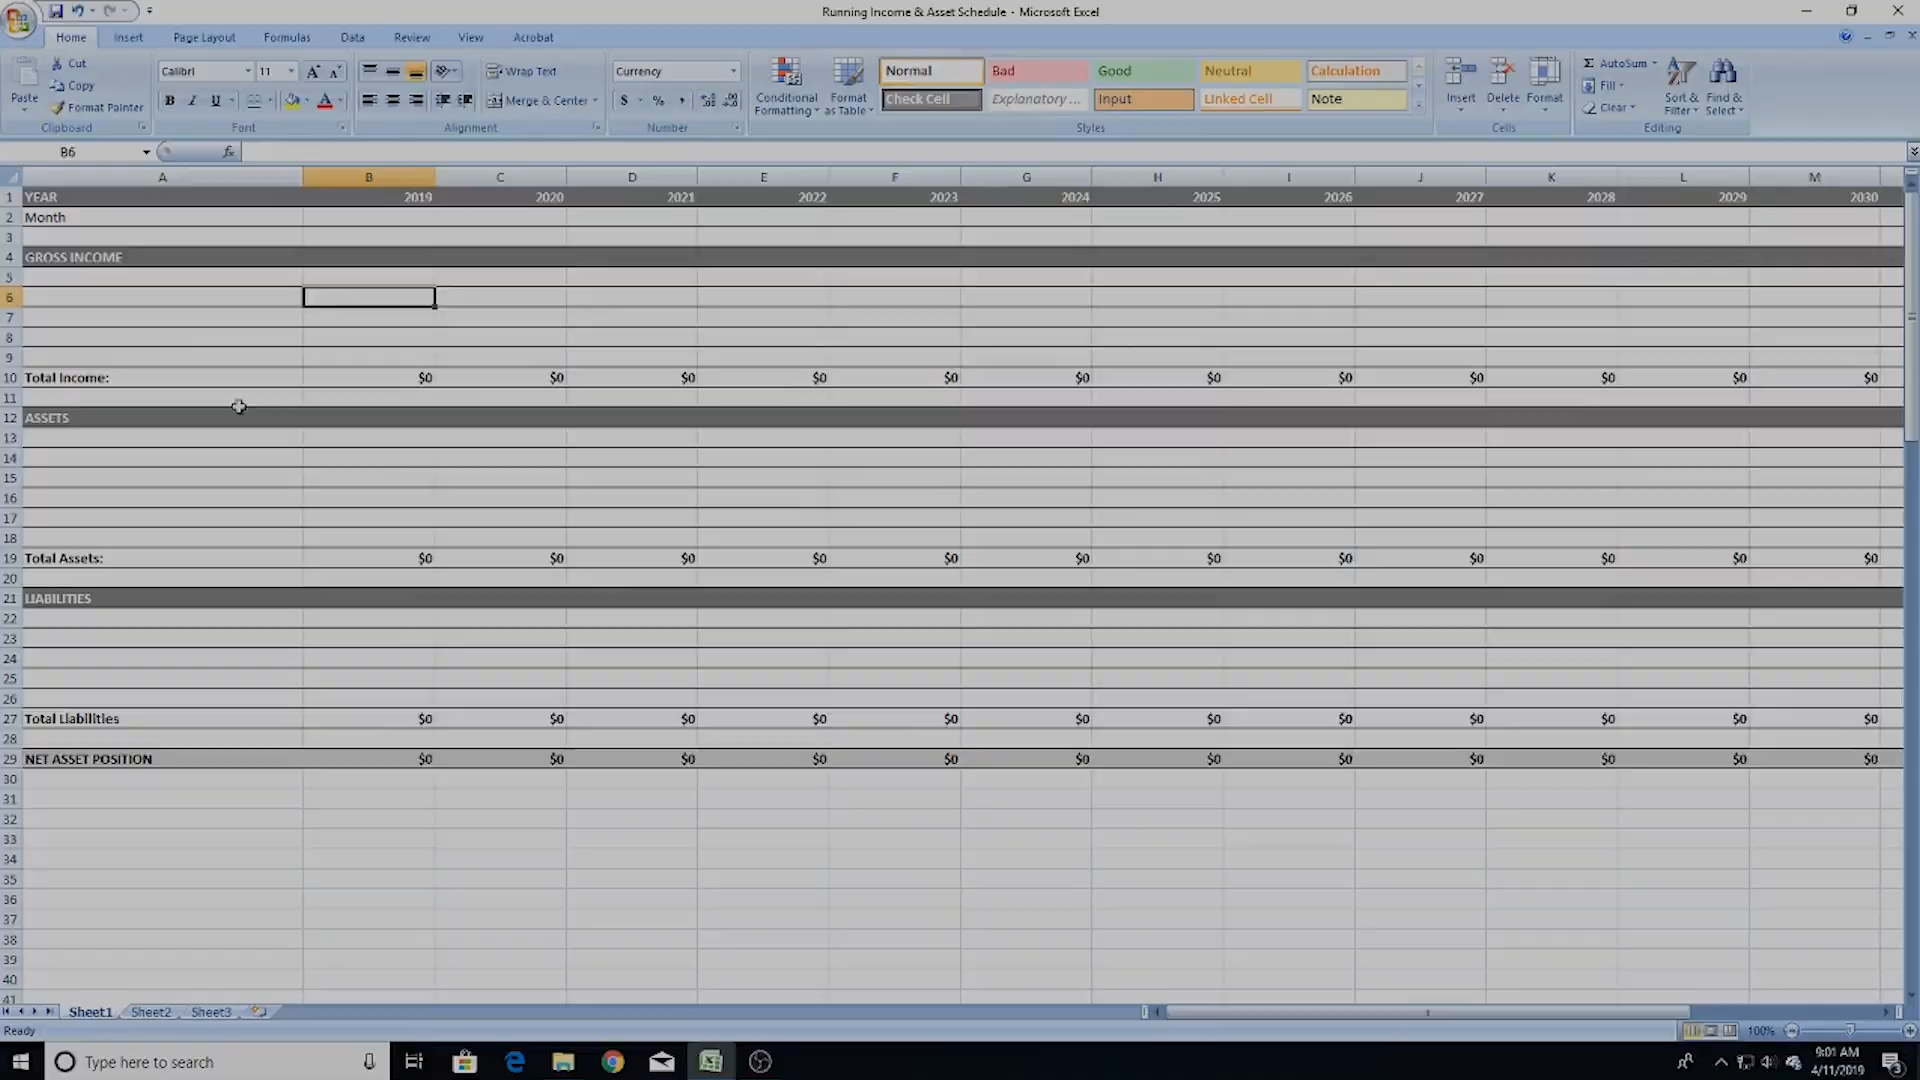 Running Income & Asset Schedule - Microsoft Excel
Home Insert Page Layout Formulas Data Review View Acrobat
Paste Cut Copy Format Painter Clipboard
Calibri 11 B I U Font
Wrap Text Merge & Center Alignment
Currency $ % , Number
Conditional Formatting Format as Table
Normal Bad Good Neutral Calculation
Check Cell Explanatory ... Input Linked Cell Note
Styles
Insert Delete Format Cells
Σ AutoSum Fill Clear Sort & Filter Find & Select Editing
B6 fx
A B C D E F G H I J K L M
1 YEAR 2019 2020 2021 2022 2023 2024 2025 2026 2027 2028 2029 2030
2 Month
3
4 GROSS INCOME
5
6
7
8
9
10 Total Income: $0 $0 $0 $0 $0 $0 $0 $0 $0 $0 $0 $0
11
12 ASSETS
13
14
15
16
17
18
19 Total Assets: $0 $0 $0 $0 $0 $0 $0 $0 $0 $0 $0 $0
20
21 LIABILITIES
22
23
24
25
26
27 Total Liabilities $0 $0 $0 $0 $0 $0 $0 $0 $0 $0 $0 $0
28
29 NET ASSET POSITION $0 $0 $0 $0 $0 $0 $0 $0 $0 $0 $0 $0
30
31
32
33
34
35
36
37
38
39
40
41
Sheet1 Sheet2 Sheet3
Ready 100%
Type here to search 9:01 AM
4/11/2019 3